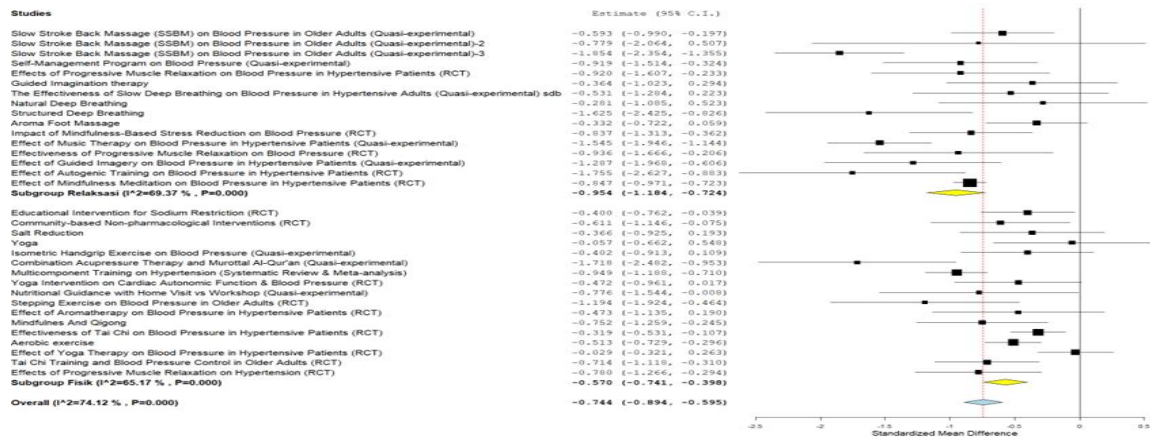 Studies Estimate (95% C.I.)
Slow Stroke Back Massage (SSBM) on Blood Pressure in Older Adults (Quasi-experimental) -0.593 (-0.990, -0.197)
Slow Stroke Back Massage (SSBM) on Blood Pressure in Older Adults (Quasi-experimental)-2 -0.779 (-2.064, 0.507)
Slow Stroke Back Massage (SSBM) on Blood Pressure in Older Adults (Quasi-experimental)-3 -1.854 (-2.354, -1.355)
Self-Management Program on Blood Pressure (Quasi-experimental) -0.919 (-1.514, -0.324)
Effects of Progressive Muscle Relaxation on Blood Pressure in Hypertensive Patients (RCT) -0.920 (-1.607, -0.233)
Guided Imagination therapy -0.364 (-1.023, 0.294)
The Effectiveness of Slow Deep Breathing on Blood Pressure in Hypertensive Adults (Quasi-experimental) sdb -0.531 (-1.284, 0.223)
Natural Deep Breathing -0.281 (-1.085, 0.523)
Structured Deep Breathing -1.625 (-2.425, -0.826)
Aroma Foot Massage -0.332 (-0.722, 0.059)
Impact of Mindfulness-Based Stress Reduction on Blood Pressure (RCT) -0.837 (-1.313, -0.362)
Effect of Music Therapy on Blood Pressure in Hypertensive Patients (Quasi-experimental) -1.545 (-1.946, -1.144)
Effectiveness of Progressive Muscle Relaxation on Blood Pressure (RCT) -0.936 (-1.666, -0.206)
Effect of Guided Imagery on Blood Pressure in Hypertensive Patients (Quasi-experimental) -1.287 (-1.968, -0.606)
Effect of Autogenic Training on Blood Pressure in Hypertensive Patients (RCT) -1.755 (-2.627, -0.883)
Effect of Mindfulness Meditation on Blood Pressure in Hypertensive Patients (RCT) -0.847 (-0.971, -0.723)
Subgroup Relaksasi (I^2=69.37 % , P=0.000) -0.954 (-1.184, -0.724)
Educational Intervention for Sodium Restriction (RCT) -0.400 (-0.762, -0.039)
Community-based Non-pharmacological Interventions (RCT) -0.611 (-1.146, -0.075)
Salt Reduction -0.366 (-0.925, 0.193)
Yoga -0.057 (-0.662, 0.548)
Isometric Handgrip Exercise on Blood Pressure (Quasi-experimental) -0.402 (-0.913, 0.109)
Combination Acupressure Therapy and Murottal Al-Qur'an (Quasi-experimental) -1.718 (-2.482, -0.953)
Multicomponent Training on Hypertension (Systematic Review & Meta-analysis) -0.949 (-1.188, -0.710)
Yoga Intervention on Cardiac Autonomic Function & Blood Pressure (RCT) -0.472 (-0.961, 0.017)
Nutritional Guidance with Home Visit vs Workshop (Quasi-experimental) -0.776 (-1.544, -0.008)
Stepping Exercise on Blood Pressure in Older Adults (RCT) -1.194 (-1.924, -0.464)
Effect of Aromatherapy on Blood Pressure in Hypertensive Patients (RCT) -0.473 (-1.135, 0.190)
Mindfulnes And Qigong -0.752 (-1.259, -0.245)
Effectiveness of Tai Chi on Blood Pressure in Hypertensive Patients (RCT) -0.319 (-0.531, -0.107)
Aerobic exercise -0.513 (-0.729, -0.296)
Effect of Yoga Therapy on Blood Pressure in Hypertensive Patients (RCT) -0.029 (-0.321, 0.263)
Tai Chi Training and Blood Pressure Control in Older Adults (RCT) -0.714 (-1.118, -0.310)
Effects of Progressive Muscle Relaxation on Hypertension (RCT) -0.780 (-1.266, -0.294)
Subgroup Fisik (I^2=65.17 % , P=0.000) -0.570 (-0.741, -0.398)
Overall (I^2=74.12 % , P=0.000) -0.744 (-0.894, -0.595)
-2.5 -2 -1.5 -1 -0.5 0 0.5
Standardized Mean Difference